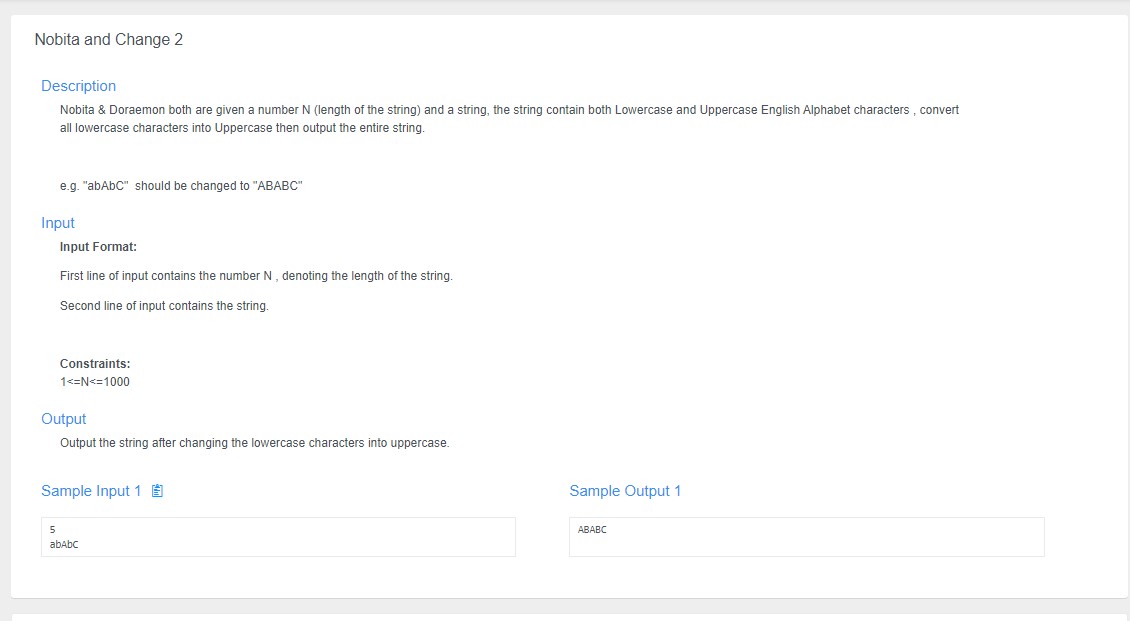 Nobita and Change 2
Description
Nobita & Doraemon both are given a number N (length of the string) and a string, the string contain both Lowercase and Uppercase English Alphabet characters , convert
all lowercase characters into Uppercase then output the entire string.
e.g. "abAbC"  should be changed to "ABABC"
Input
Input Format:
First line of input contains the number N , denoting the length of the string.
Second line of input contains the string.
Constraints:
1<=N<=1000
Output
Output the string after changing the lowercase characters into uppercase.
Sample Input 1
5
abAbC
Sample Output 1
ABABC